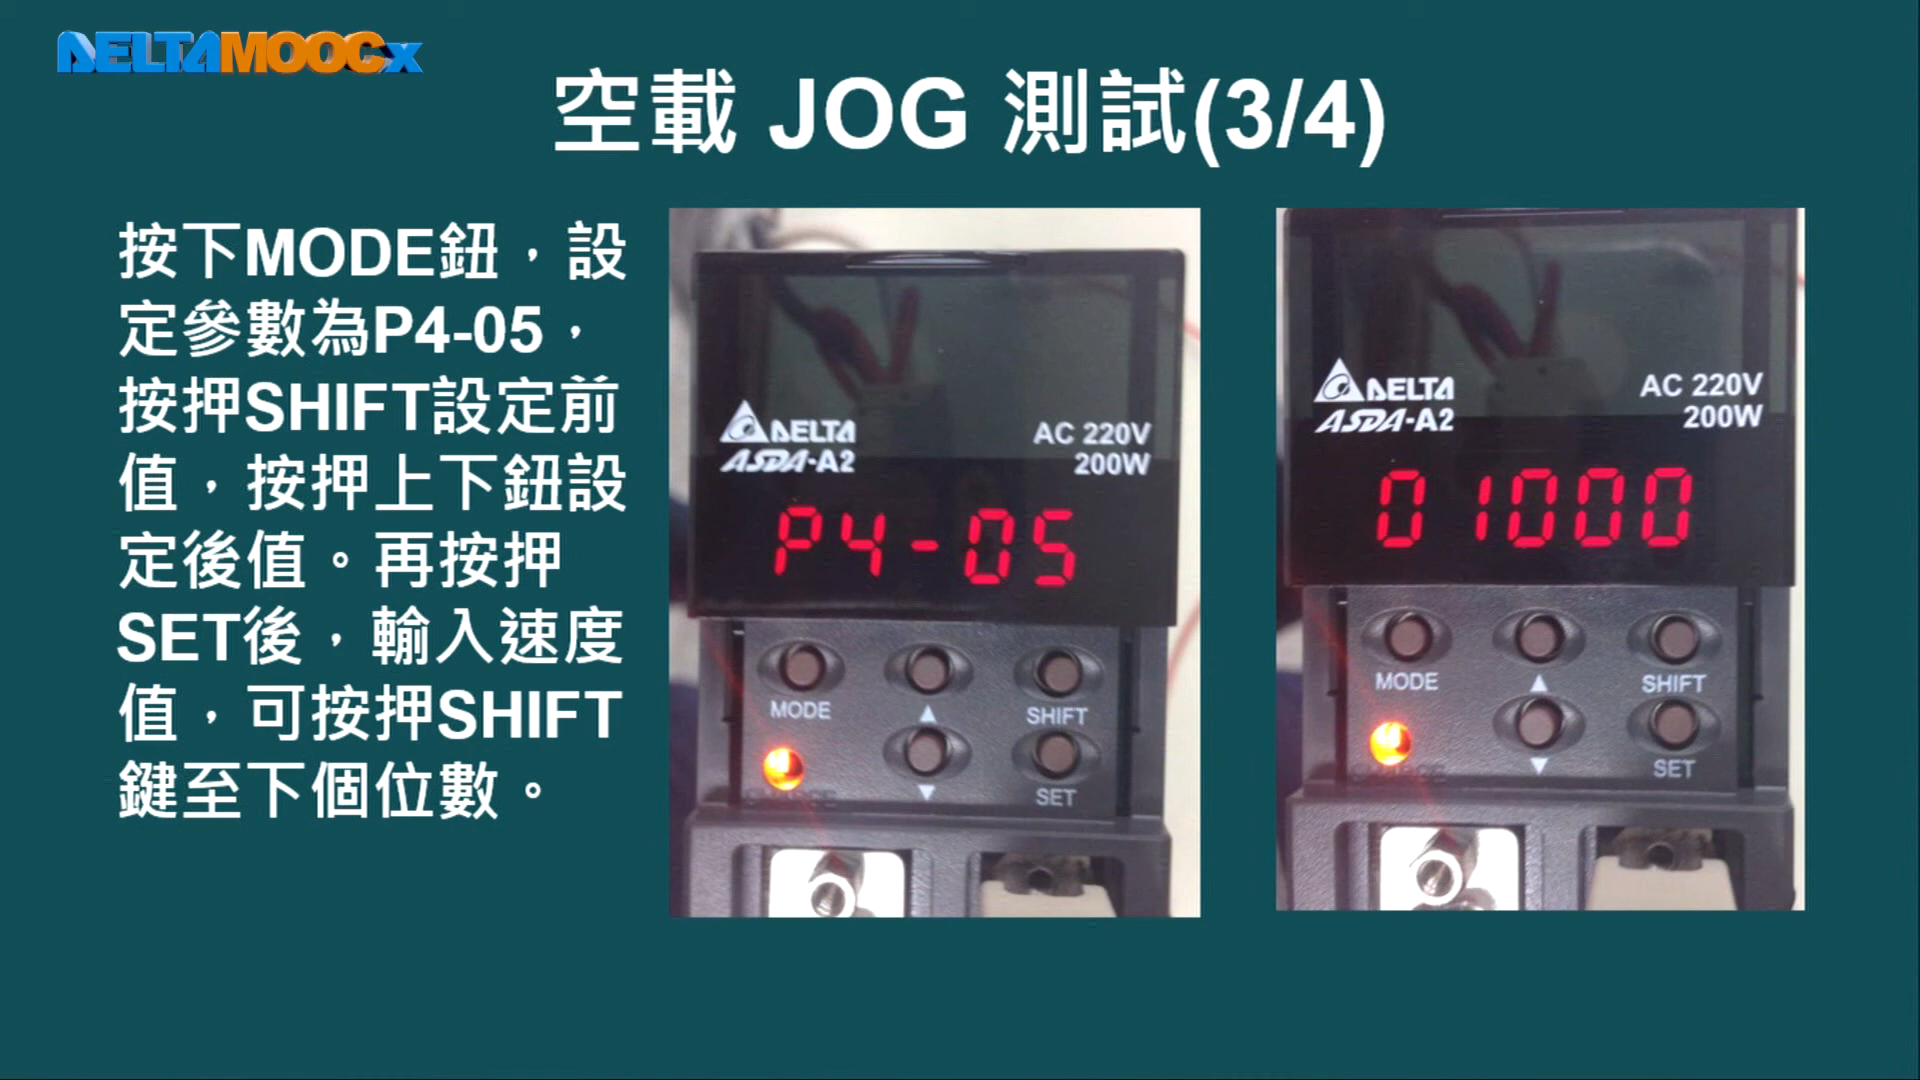 DELTAMOOCx
空載 JOG 測試(3/4)
按下MODE鈕，設
定參數為P4-05，
按押SHIFT設定前
值，按押上下鈕設
定後值。再按押
SET後，輸入速度
值，可按押SHIFT
鍵至下個位數。
DELTA
ASDA-A2
AC 220V
200W
P4-05
MODE
▲
SHIFT
▼
SET
DELTA
ASDA-A2
AC 220V
200W
01000
MODE
▲
SHIFT
▼
SET